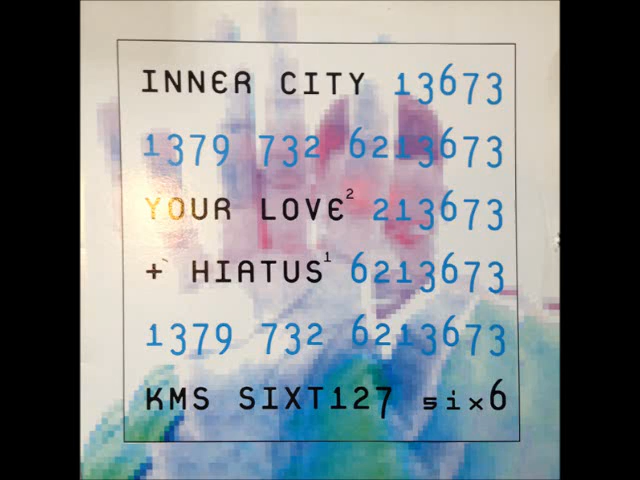 INNER CITY 13673
1379 732 6213673
YOUR LOVE² 213673
+ HIATUS¹ 6213673
1379 732 6213673
KMS SIXT127 six6